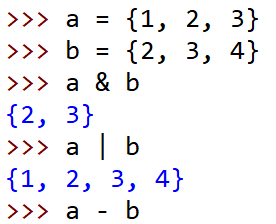 >>> a = {1, 2, 3}
>>> b = {2, 3, 4}
>>> a & b
{2, 3}
>>> a | b
{1, 2, 3, 4}
>>> a - b